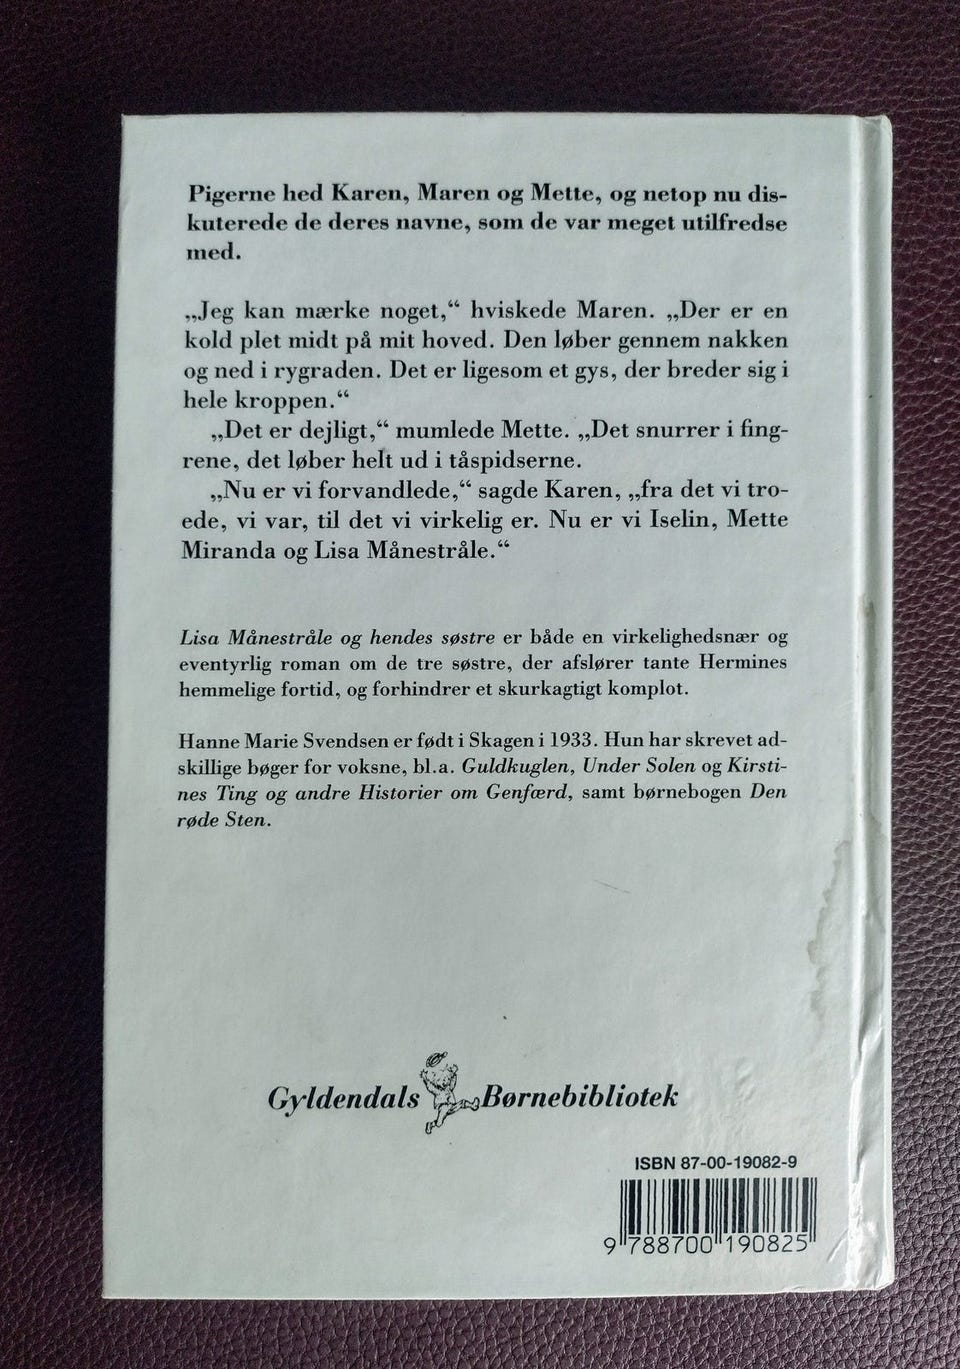 Pigerne hed Karen, Maren og Mette, og netop nu dis-
kuterede de deres navne, som de var meget utilfredse
med.
„Jeg kan mærke noget,“ hviskede Maren. „Der er en
kold plet midt på mit hoved. Den løber gennem nakken
og ned i rygraden. Det er ligesom et gys, der breder sig i
hele kroppen.“
„Det er dejligt,“ mumlede Mette. „Det snurrer i fing-
rene, det løber helt ud i tåspidserne.
„Nu er vi forvandlede,“ sagde Karen, „fra det vi tro-
ede, vi var, til det vi virkelig er. Nu er vi Iselin, Mette
Miranda og Lisa Månestråle.“
Lisa Månestråle og hendes søstre er både en virkelighedsnær og
eventyrlig roman om de tre søstre, der afslører tante Hermines
hemmelige fortid, og forhindrer et skurkagtigt komplot.
Hanne Marie Svendsen er født i Skagen i 1933. Hun har skrevet ad-
skillige bøger for voksne, bl.a. Guldkuglen, Under Solen og Kirsti-
nes Ting og andre Historier om Genfærd, samt børnebogen Den
røde Sten.
Gyldendals Børnebibliotek
ISBN 87-00-19082-9
9 788700 190825